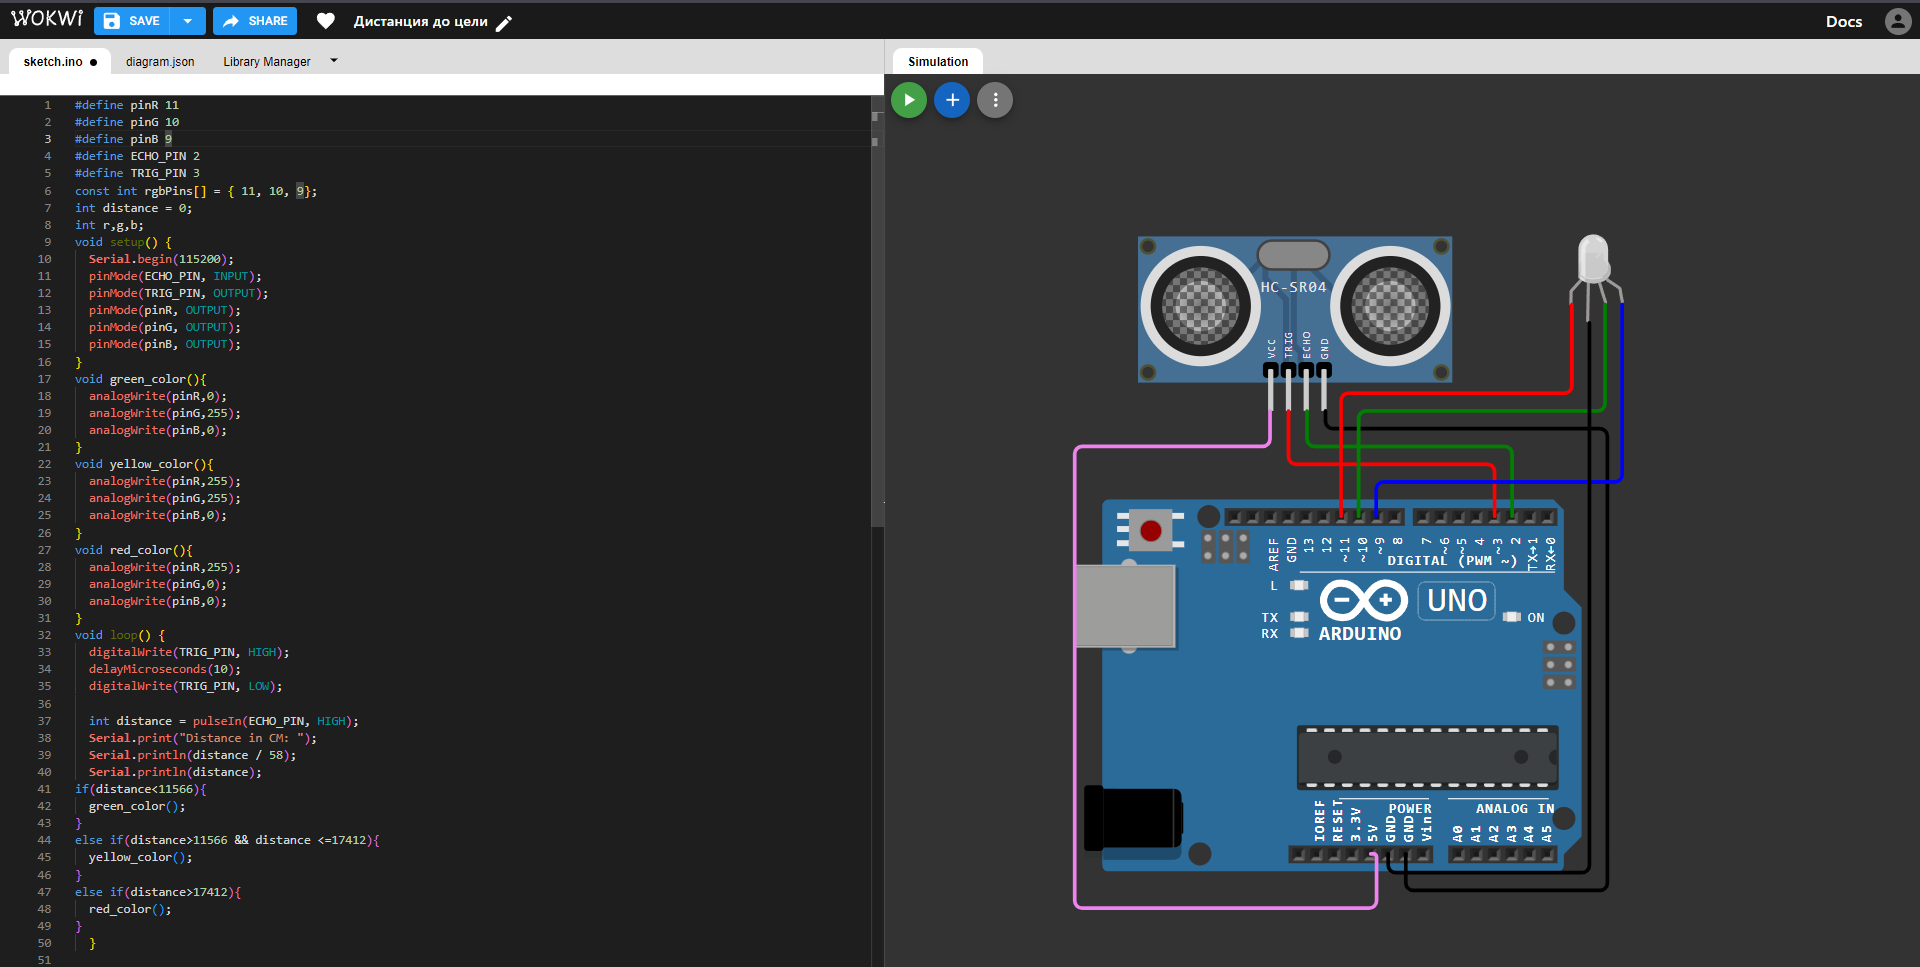 WOKWI
SAVE
SHARE
Дистанция до цели
Docs
sketch.ino ●
diagram.json
Library Manager
Simulation
1 #define pinR 11
2 #define pinG 10
3 #define pinB 9
4 #define ECHO_PIN 2
5 #define TRIG_PIN 3
6 const int rgbPins[] = { 11, 10, 9};
7 int distance = 0;
8 int r,g,b;
9 void setup() {
10 Serial.begin(115200);
11 pinMode(ECHO_PIN, INPUT);
12 pinMode(TRIG_PIN, OUTPUT);
13 pinMode(pinR, OUTPUT);
14 pinMode(pinG, OUTPUT);
15 pinMode(pinB, OUTPUT);
16 }
17 void green_color(){
18 analogWrite(pinR,0);
19 analogWrite(pinG,255);
20 analogWrite(pinB,0);
21 }
22 void yellow_color(){
23 analogWrite(pinR,255);
24 analogWrite(pinG,255);
25 analogWrite(pinB,0);
26 }
27 void red_color(){
28 analogWrite(pinR,255);
29 analogWrite(pinG,0);
30 analogWrite(pinB,0);
31 }
32 void loop() {
33 digitalWrite(TRIG_PIN, HIGH);
34 delayMicroseconds(10);
35 digitalWrite(TRIG_PIN, LOW);
36
37 int distance = pulseIn(ECHO_PIN, HIGH);
38 Serial.print("Distance in CM: ");
39 Serial.println(distance / 58);
40 Serial.println(distance);
41 if(distance<11566){
42 green_color();
43 }
44 else if(distance>11566 && distance <=17412){
45 yellow_color();
46 }
47 else if(distance>17412){
48 red_color();
49 }
50 }
51
HC-SR04
VCC
TRIG
ECHO
GND
AREF
GND
13
12
~11
~10
~9
8
7
~6
~5
4
~3
2
TX→1
RX←0
DIGITAL (PWM ~)
L
TX
RX
UNO
ARDUINO
ON
IOREF
RESET
3.3V
5V
GND
GND
Vin
POWER
ANALOG IN
A0
A1
A2
A3
A4
A5